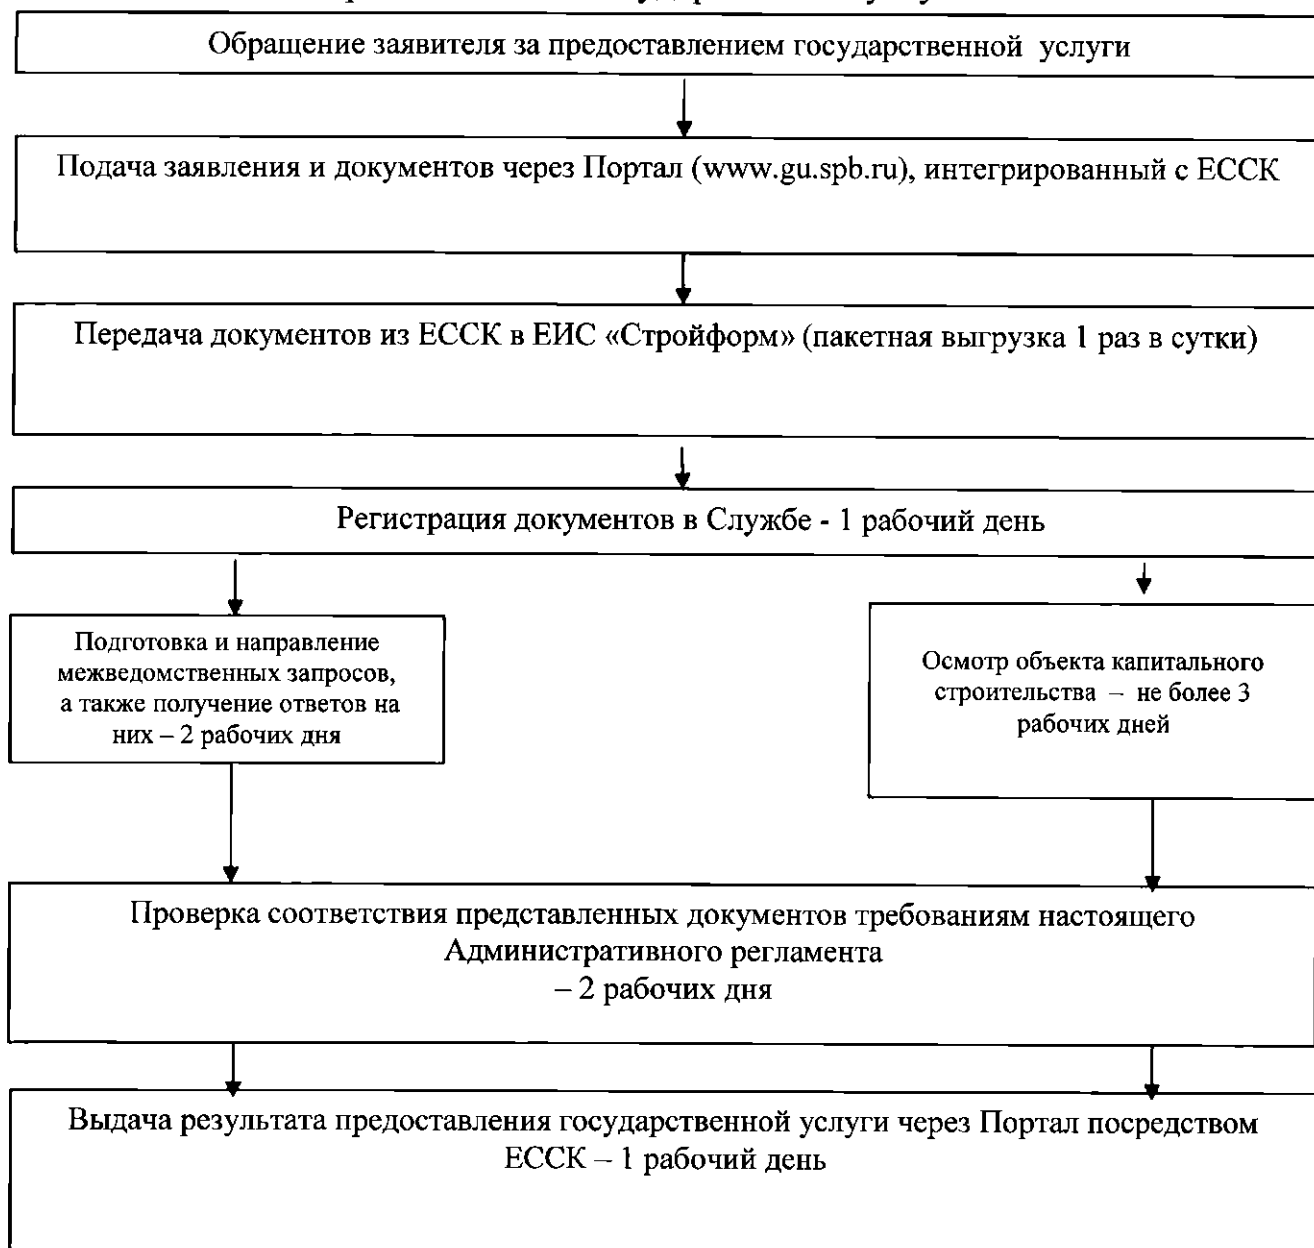 Обращение заявителя за предоставлением государственной услуги
Подача заявления и документов через Портал (www.gu.spb.ru), интегрированный с ЕССК
Передача документов из ЕССК в ЕИС «Стройформ» (пакетная выгрузка 1 раз в сутки)
Регистрация документов в Службе - 1 рабочий день
Подготовка и направление
межведомственных запросов,
а также получение ответов на
них – 2 рабочих дня
Осмотр объекта капитального
строительства – не более 3
рабочих дней
Проверка соответствия представленных документов требованиям настоящего
Административного регламента
– 2 рабочих дня
Выдача результата предоставления государственной услуги через Портал посредством
ЕССК – 1 рабочий день